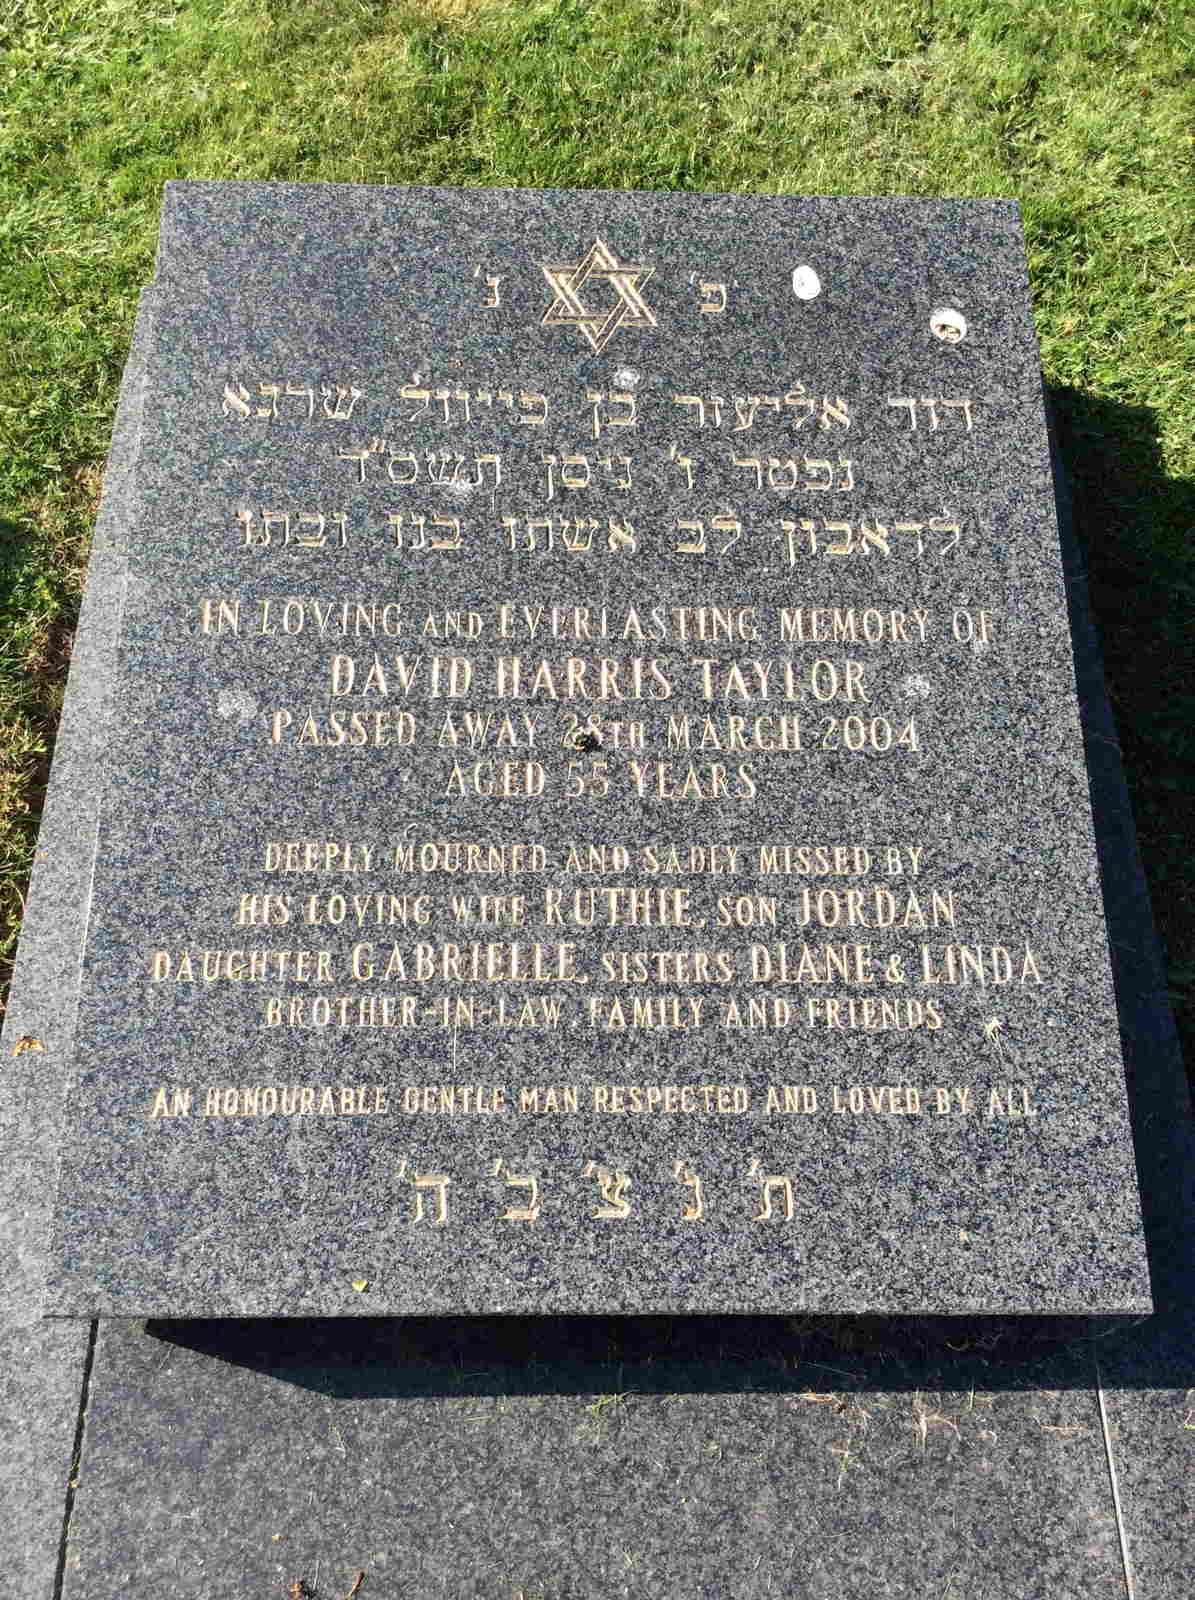 פ' נ'
דוד אליעזר בן פייוול שרגא
נפטר ו' ניסן תשס"ד
לדאבון לב אשתו בנו ובתו
IN LOVING AND EVERLASTING MEMORY OF
DAVID HARRIS TAYLOR
PASSED AWAY 28TH MARCH 2004
AGED 55 YEARS
DEEPLY MOURNED AND SADLY MISSED BY
HIS LOVING WIFE RUTHIE, SON JORDAN
DAUGHTER GABRIELLE, SISTERS DIANE & LINDA
BROTHER-IN-LAW, FAMILY AND FRIENDS
AN HONOURABLE GENTLE MAN RESPECTED AND LOVED BY ALL
ת' נ' צ' ב' ה'